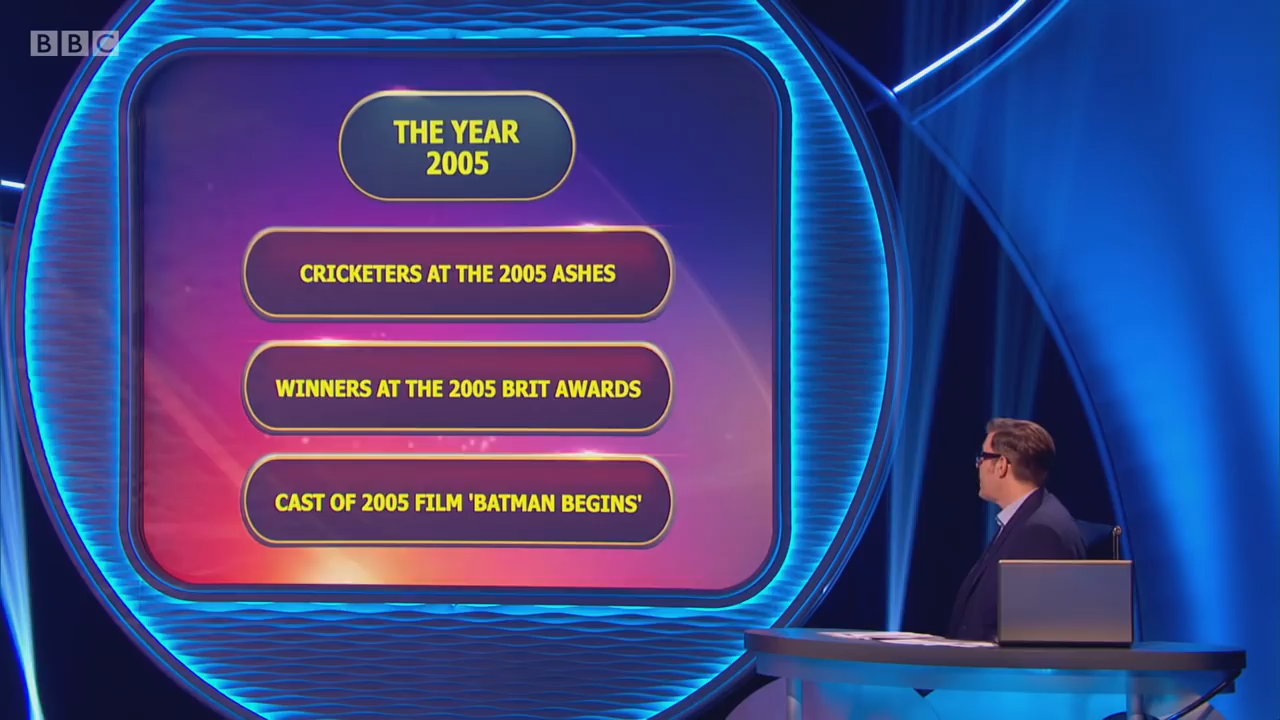 BBC
THE YEAR
2005
CRICKETERS AT THE 2005 ASHES
WINNERS AT THE 2005 BRIT AWARDS
CAST OF 2005 FILM 'BATMAN BEGINS'